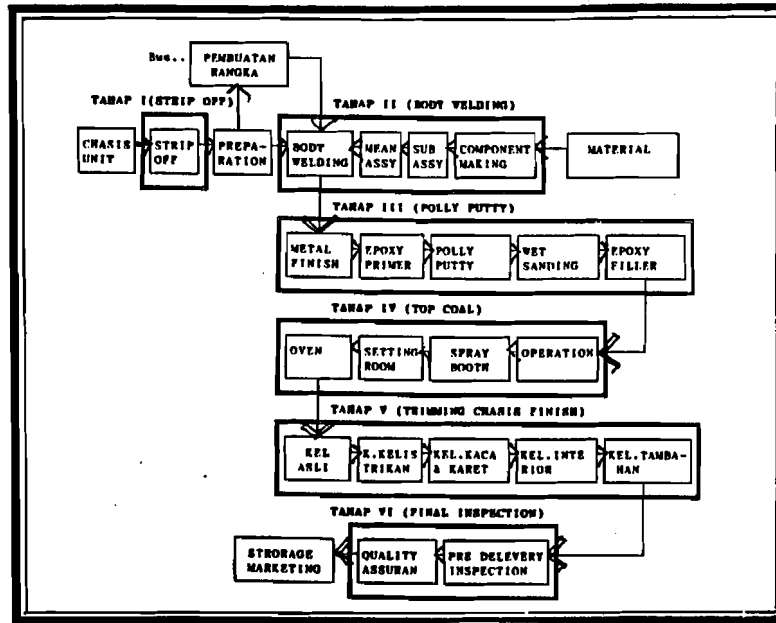 Bus.. PEMBUATAN
RANGKA
TAHAP I(STRIP OFF)
TAHAP II (BODY WELDING)
CHASIS
UNIT
STRIP
OFF
PREPA-
RATION
BODY
WELDING
MEAN
ASSY
SUB
ASSY
COMPONENT
MAKING
MATERIAL
TAHAP III (POLLY PUTTY)
METAL
FINISH
EPOXY
PRIMER
POLLY
PUTTY
WET
SANDING
EPOXY
FILLER
TAHAP IV (TOP COAL)
OVEN
SETTING
ROOM
SPRAY
BOOTH
OPERATION
TAHAP V (TRIMMING CHASIS FINISH)
KEL
ASLI
K.KELIS
TRIKAN
KEL.KACA
& KARET
KEL.INTE
RIOR
KEL.TAMBA-
HAN
TAHAP VI (FINAL INSPECTION)
STRORAGE
MARKETING
QUALITY
ASSURAN
PRE DELEVERY
INSPECTION